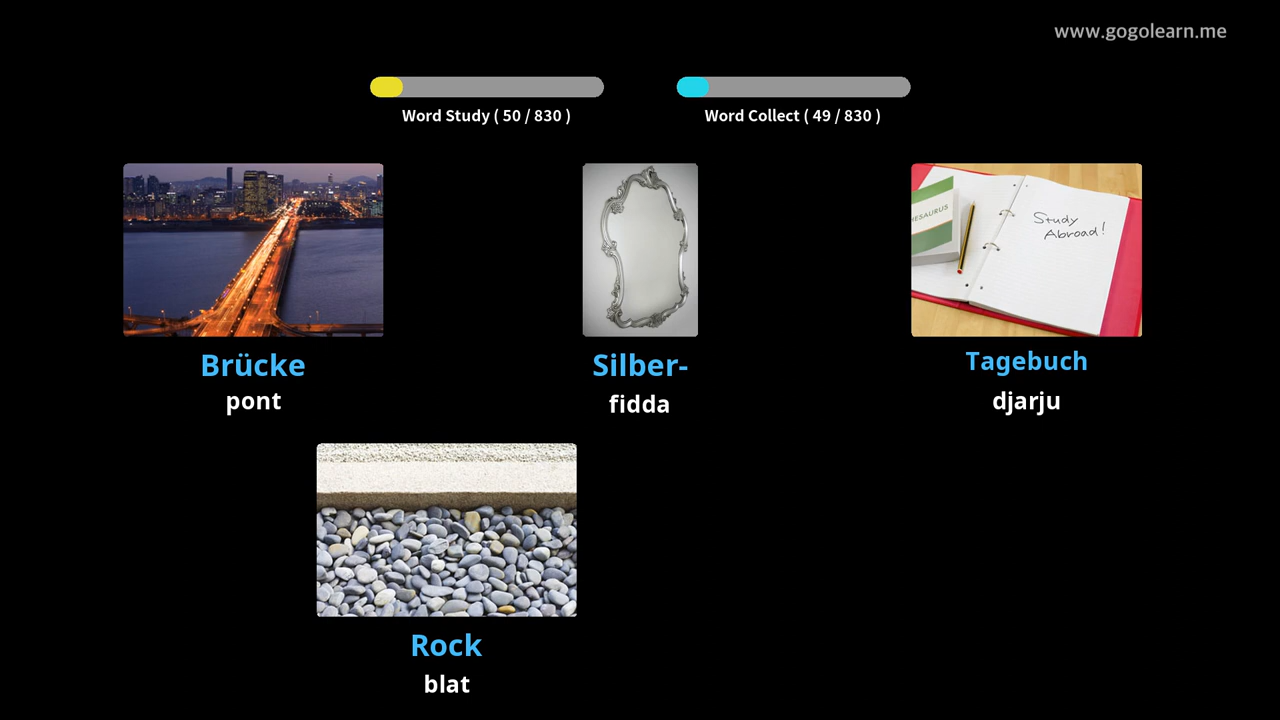 www.gogolearn.me
Word Study ( 50 / 830 )
Word Collect ( 49 / 830 )
HESAURUS
Study
Abroad!
Brücke
pont
Silber-
fidda
Tagebuch
djarju
Rock
blat